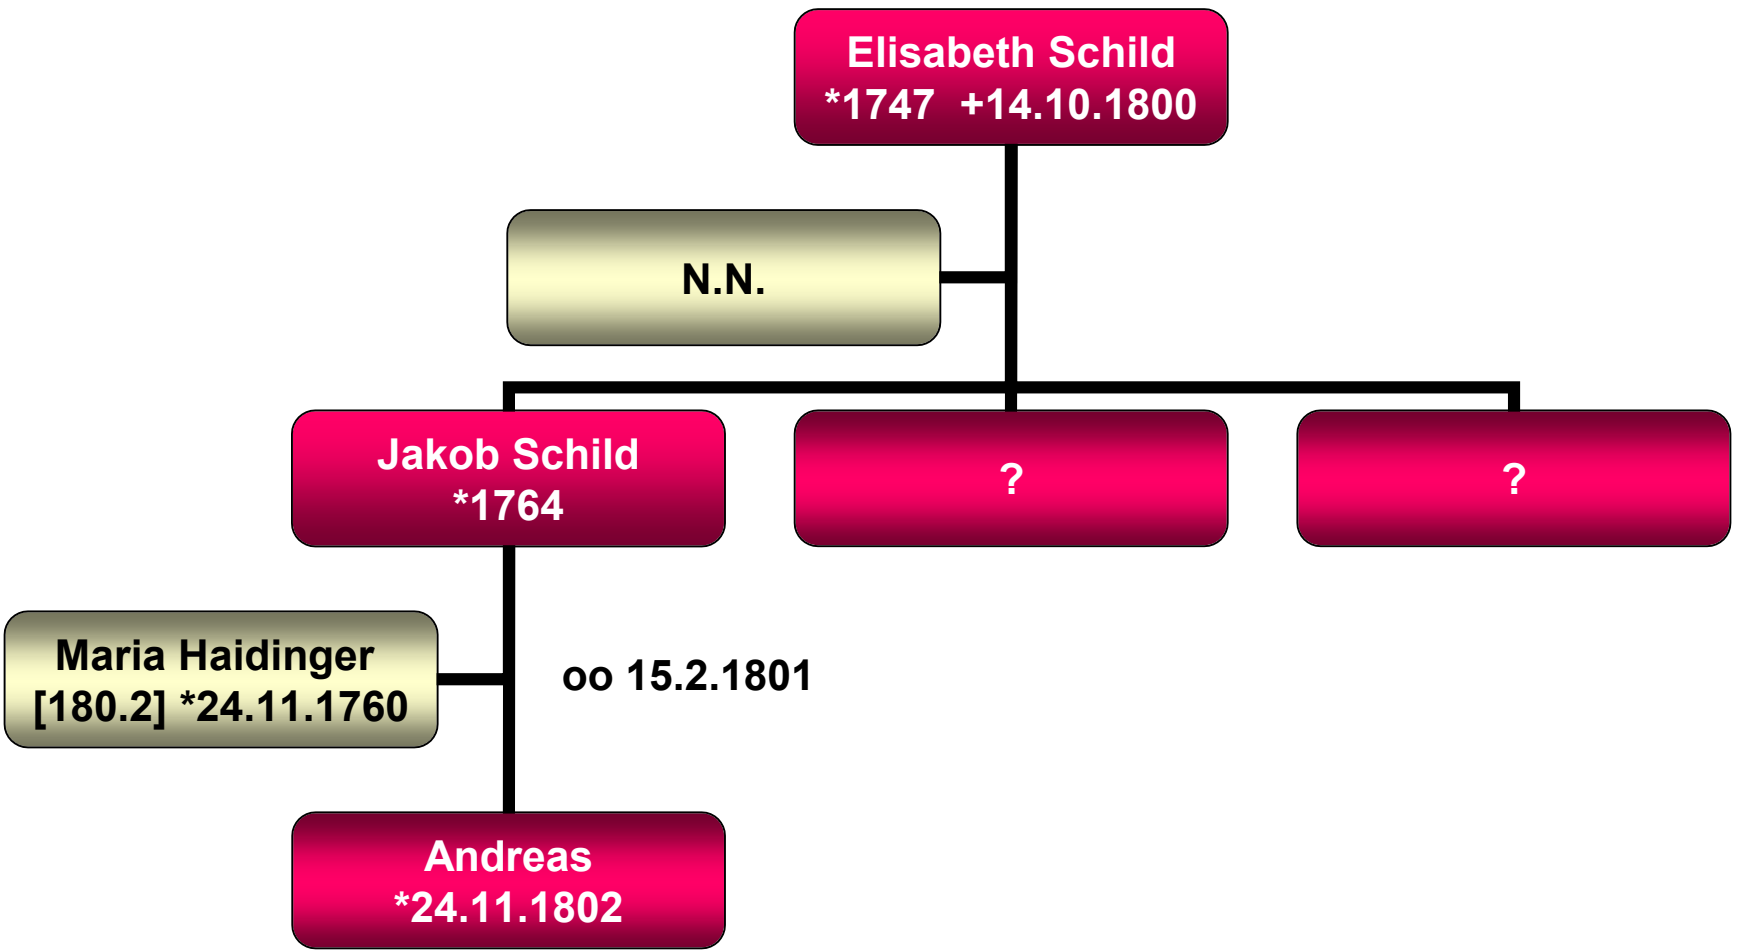 Elisabeth Schild
*1747  +14.10.1800
N.N.
Jakob Schild
*1764
?
?
Maria Haidinger
[180.2] *24.11.1760
oo 15.2.1801
Andreas
*24.11.1802